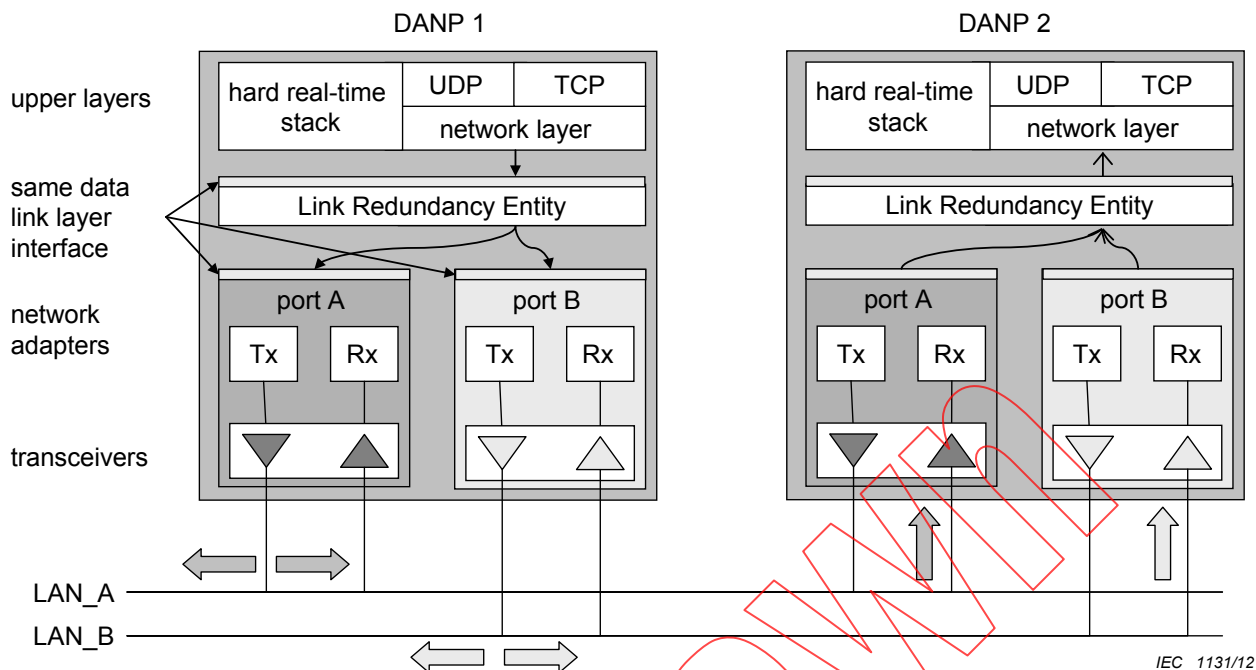 DANP 1
DANP 2
upper layers
hard real-time
stack
UDP
TCP
network layer
hard real-time
stack
UDP
TCP
network layer
same data
link layer
interface
Link Redundancy Entity
Link Redundancy Entity
network
adapters
port A
port B
port A
port B
Tx
Rx
Tx
Rx
Tx
Rx
Tx
Rx
transceivers
LAN_A
LAN_B
IEC 1131/12